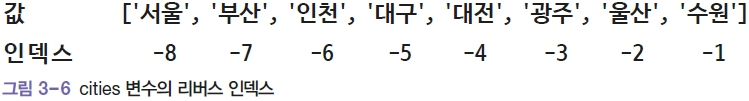 값 ['서울', '부산', '인천', '대구', '대전', '광주', '울산', '수원']
인덱스 -8 -7 -6 -5 -4 -3 -2 -1
그림 3-6 cities 변수의 리버스 인덱스